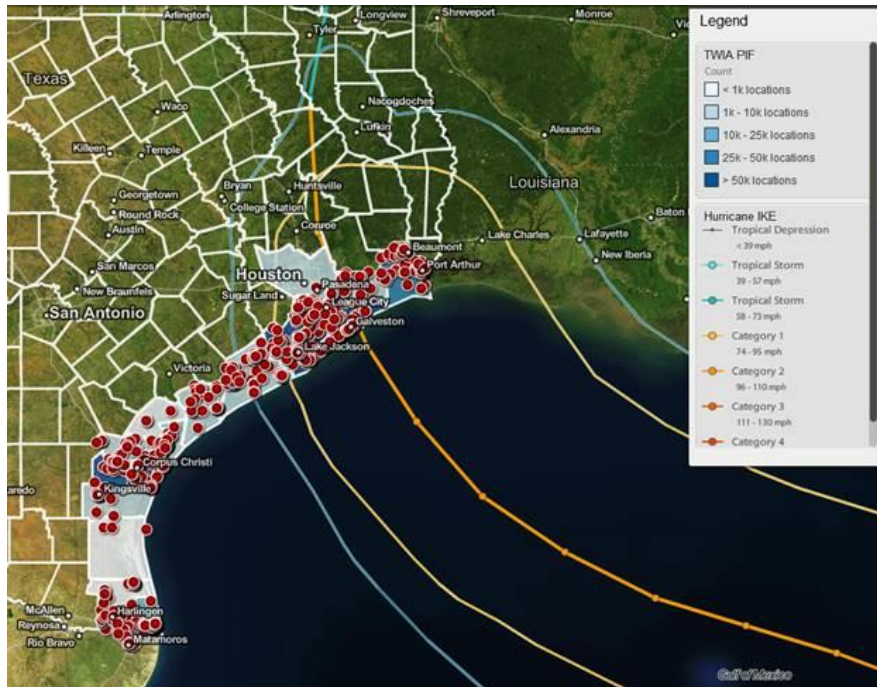 Arlington
Longview
Shreveport
Monroe
Tyler
Texas
Nacogdoches
Waco
Lufkin
Alexandria
Killeen
Temple
Louisiana
Bryan
Huntsville
Georgetown
College Station
Round Rock
Conroe
Baton
Austin
Lake Charles
Lafayette
Beaumont
New Iberia
San Marcos
Houston
Port Arthur
Pasadena
New Braunfels
Sugar Land
League City
San Antonio
Galveston
Lake Jackson
Victoria
Corpus Christi
Kingsville
aredo
McAllen
Harlingen
Reynosa
Rio Bravo
Matamoros
Gulf of Mexico
Legend
TWIA PIF
Count
< 1k locations
1k - 10k locations
10k - 25k locations
25k - 50k locations
> 50k locations
Hurricane IKE
Tropical Depression
< 39 mph
Tropical Storm
39 - 57 mph
Tropical Storm
58 - 73 mph
Category 1
74 - 95 mph
Category 2
96 - 110 mph
Category 3
111 - 130 mph
Category 4